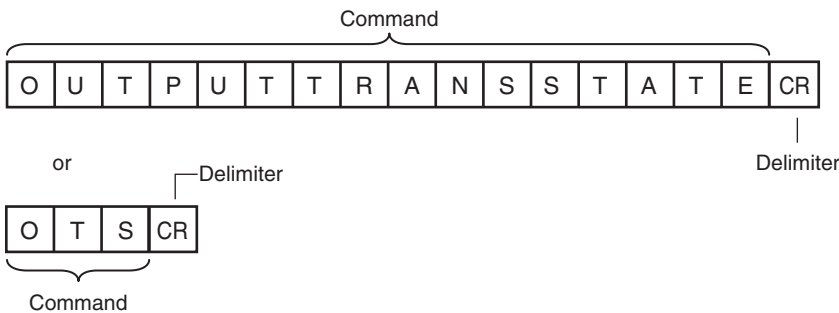 Command
O U T P U T T R A N S S T A T E CR
Delimiter
or
Delimiter
O T S CR
Command